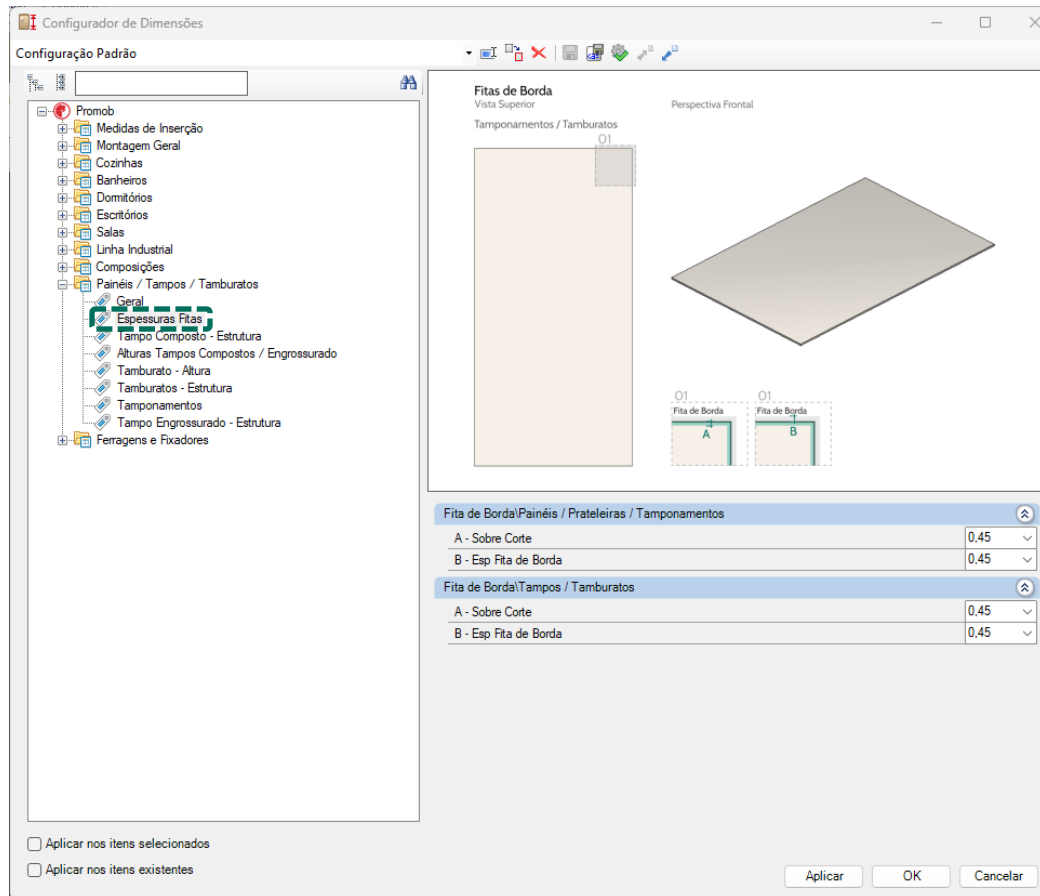 Configurador de Dimensões
Configuração Padrão
Promob
Medidas de Inserção
Montagem Geral
Cozinhas
Banheiros
Dormitórios
Escritórios
Salas
Linha Industrial
Composições
Painéis / Tampos / Tamburatos
Geral
Espessuras Fitas
Tampo Composto - Estrutura
Alturas Tampos Compostos / Engrossurado
Tamburato - Altura
Tamburatos - Estrutura
Tamponamentos
Tampo Engrossurado - Estrutura
Ferragens e Fixadores
Fitas de Borda
Vista Superior Perspectiva Frontal
Tamponamentos / Tamburatos
01
01 01
Fita de Borda Fita de Borda
A B
Fita de Borda\Painéis / Prateleiras / Tamponamentos
A - Sobre Corte 0,45
B - Esp Fita de Borda 0,45
Fita de Borda\Tampos / Tamburatos
A - Sobre Corte 0,45
B - Esp Fita de Borda 0,45
Aplicar nos itens selecionados
Aplicar nos itens existentes
Aplicar OK Cancelar